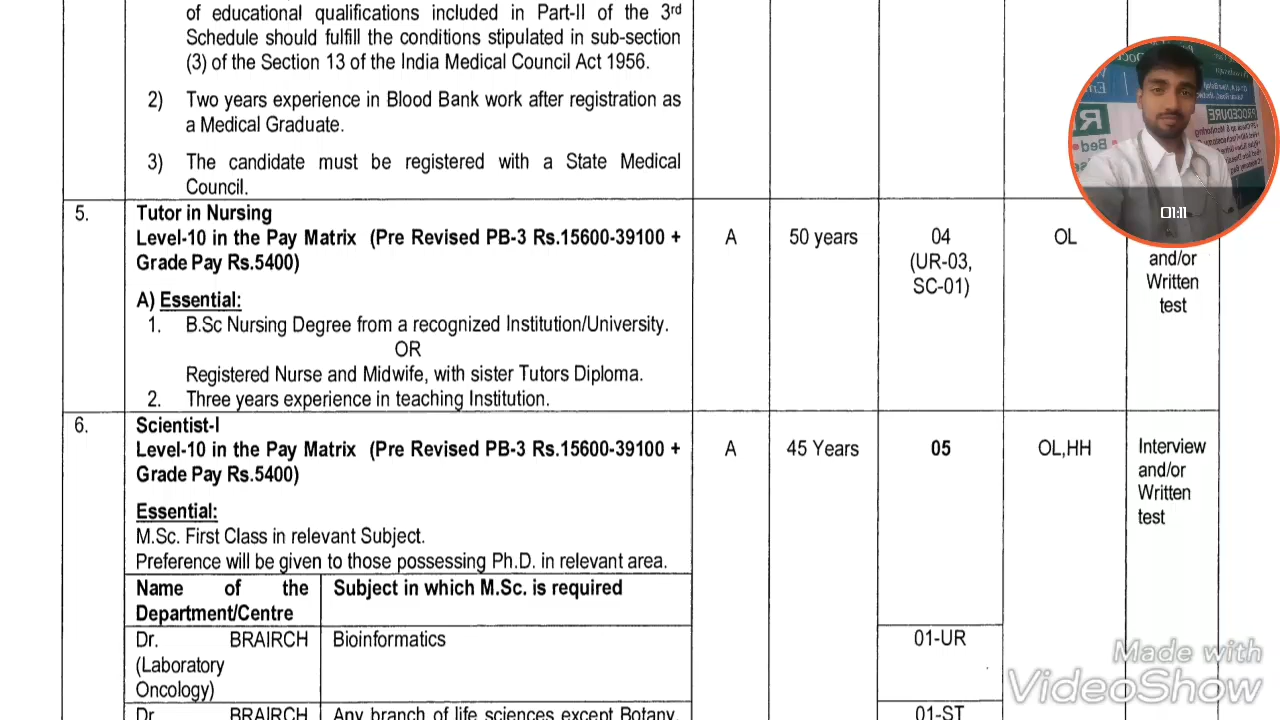 of educational qualifications included in Part-II of the 3rd
Schedule should fulfill the conditions stipulated in sub-section
(3) of the Section 13 of the India Medical Council Act 1956.
2) Two years experience in Blood Bank work after registration as
a Medical Graduate.
3) The candidate must be registered with a State Medical
Council.
5. Tutor in Nursing
Level-10 in the Pay Matrix (Pre Revised PB-3 Rs.15600-39100 +
Grade Pay Rs.5400)
A
50 years
04
(UR-03,
SC-01)
OL
and/or
Written
test
A) Essential:
1. B.Sc Nursing Degree from a recognized Institution/University.
OR
Registered Nurse and Midwife, with sister Tutors Diploma.
2. Three years experience in teaching Institution.
6. Scientist-I
Level-10 in the Pay Matrix (Pre Revised PB-3 Rs.15600-39100 +
Grade Pay Rs.5400)
A
45 Years
05
OL,HH
Interview
and/or
Written
test
Essential:
M.Sc. First Class in relevant Subject.
Preference will be given to those possessing Ph.D. in relevant area.
Name of the
Department/Centre
Subject in which M.Sc. is required
Dr. BRAIRCH
(Laboratory
Oncology)
Bioinformatics
01-UR
Dr. BRAIRCH
Any branch of life sciences except Botany,
01-ST
PROCEDURE
Bed
01:11
Made with
VideoShow